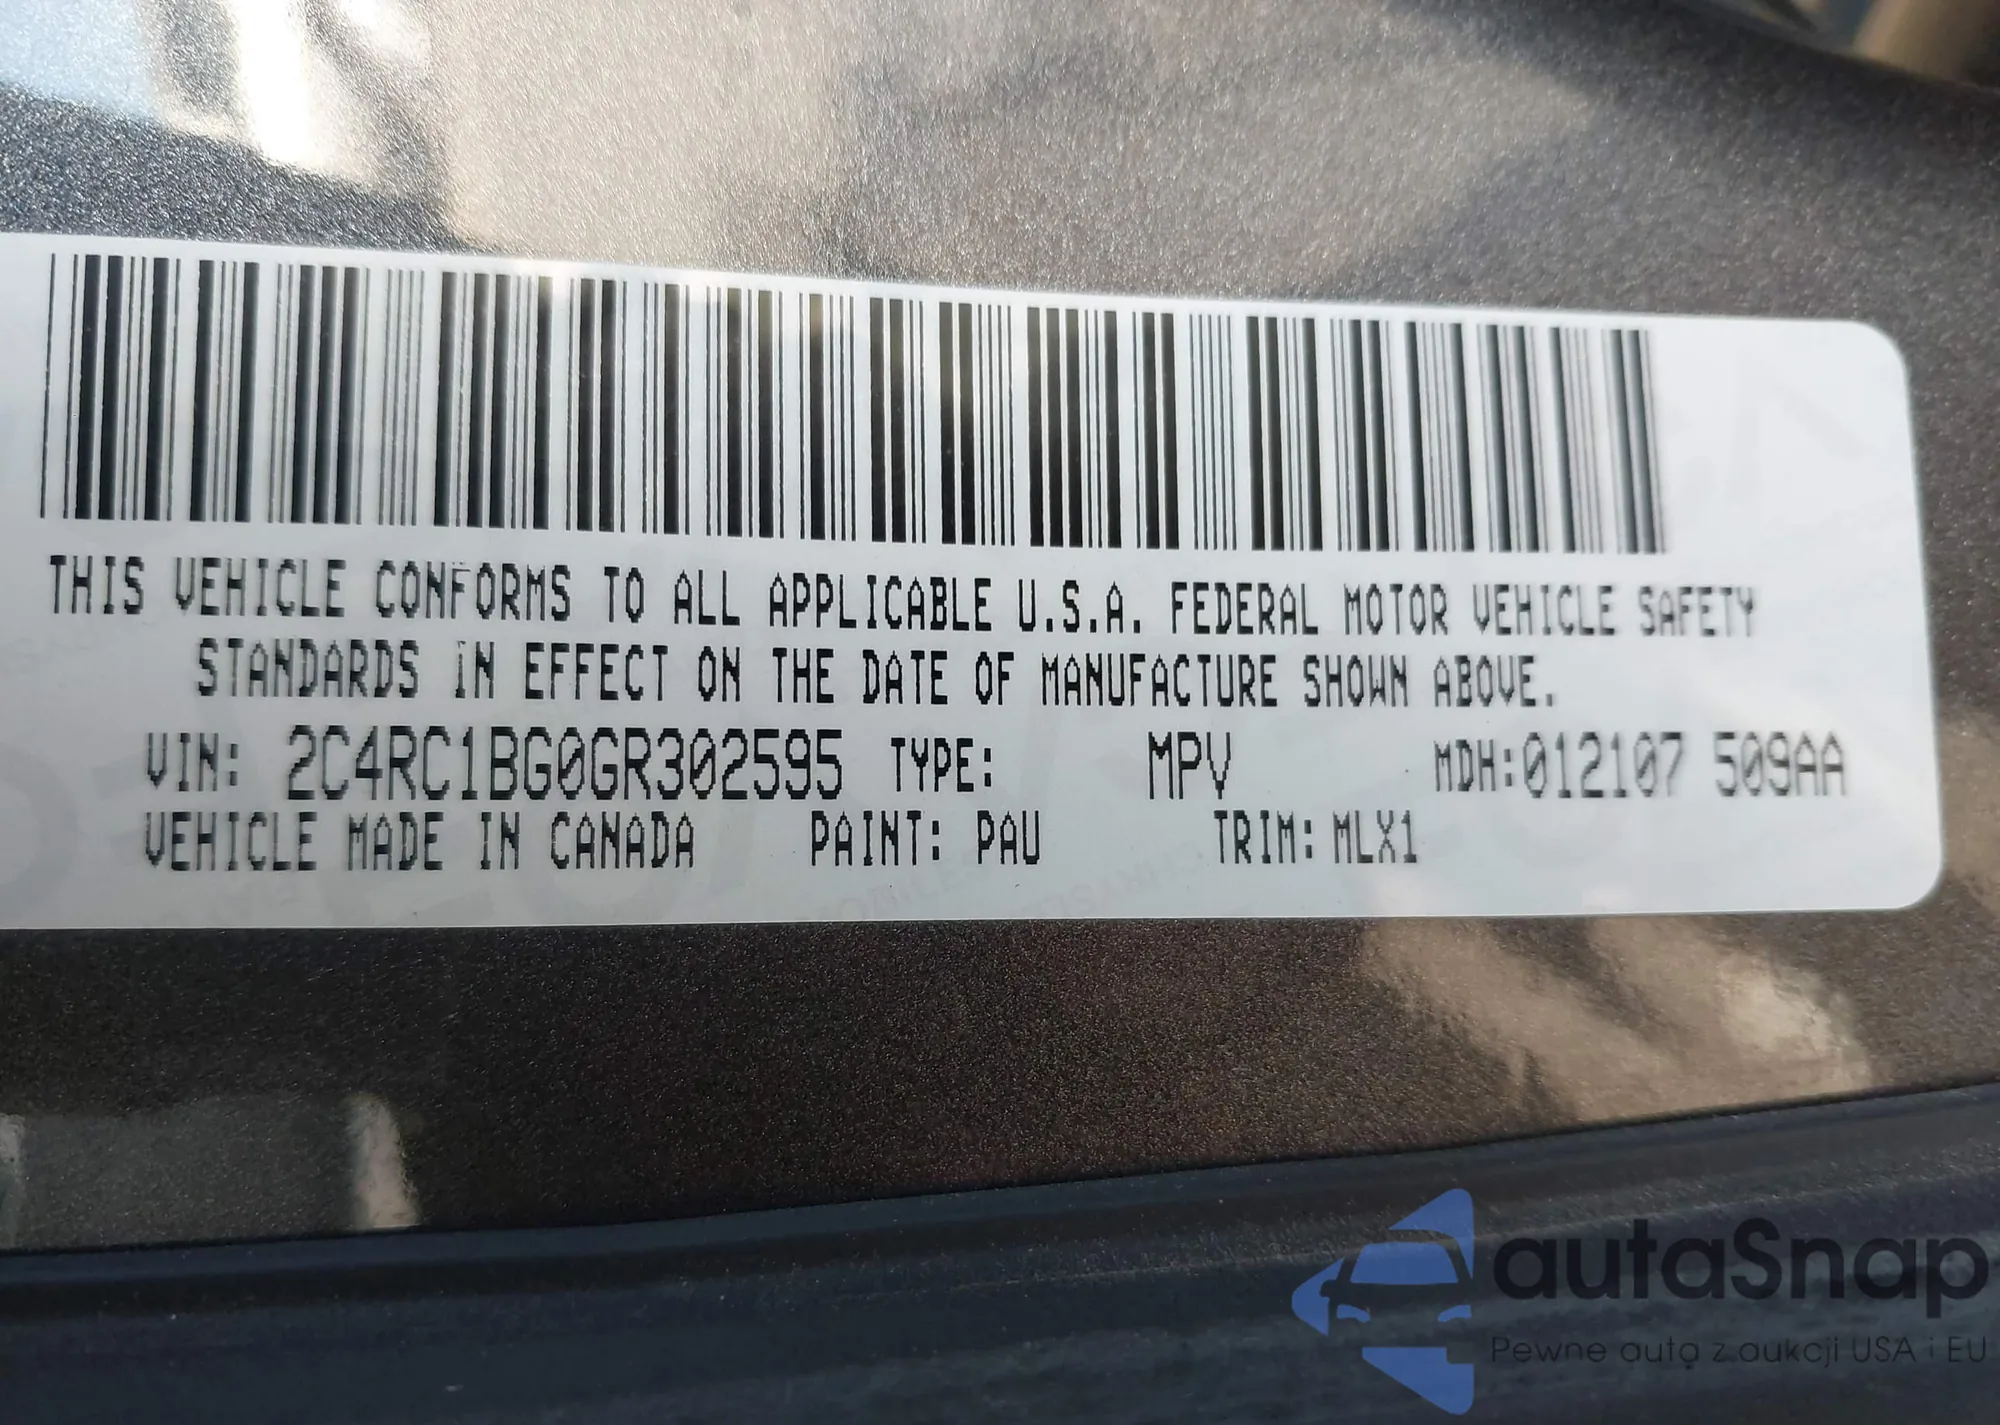 THIS VEHICLE CONFORMS TO ALL APPLICABLE U.S.A. FEDERAL MOTOR VEHICLE SAFETY
STANDARDS IN EFFECT ON THE DATE OF MANUFACTURE SHOWN ABOVE.
VIN: 2C4RC1BG0GR302595 TYPE: MPV MDH:012107 509AA
VEHICLE MADE IN CANADA PAINT: PAU TRIM: MLX1
autaSnap
Pewne auta z aukcji USA i EU